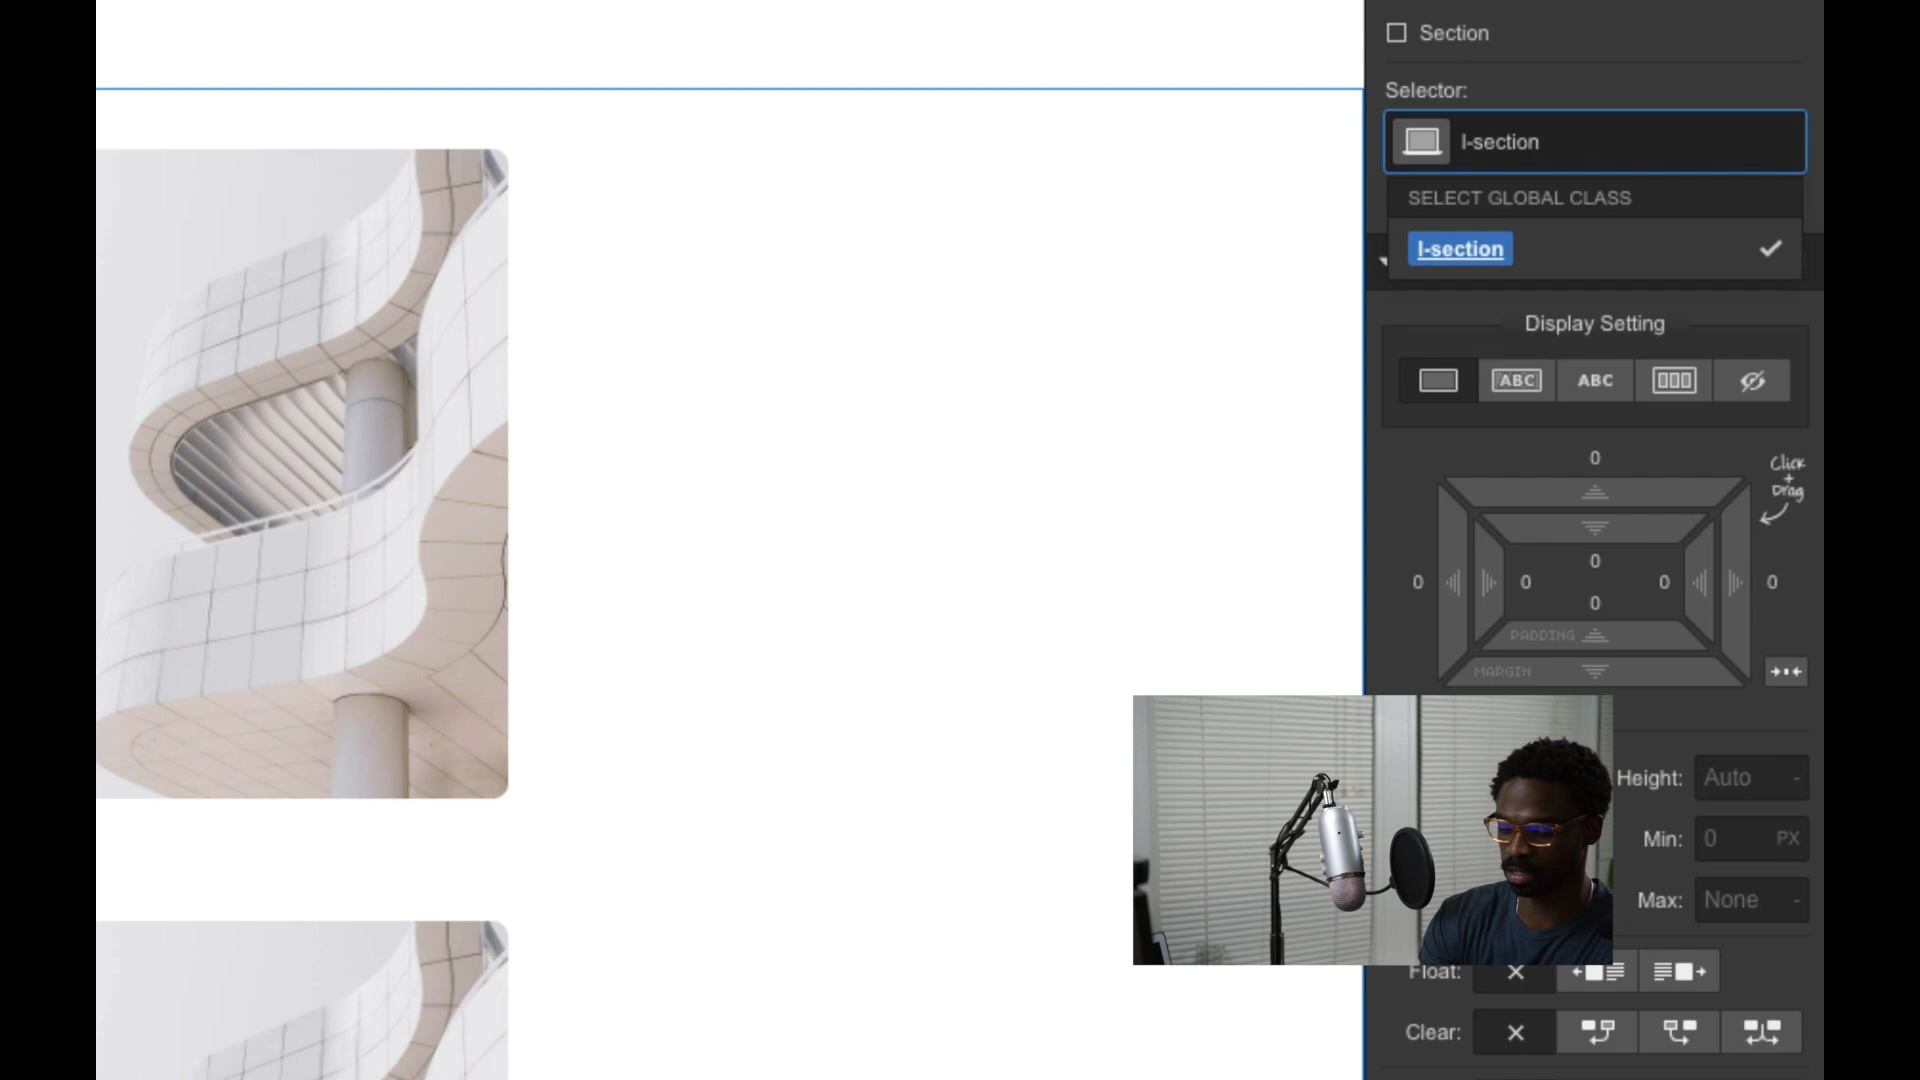 Section
Selector:
l-section
SELECT GLOBAL CLASS
l-section
Display Setting
ABC
ABC
0
Click
+
Drag
0
0
0
0
0
0
PADDING
MARGIN
Height:
Auto
-
Min:
0
PX
Max:
None
-
Float:
Clear: